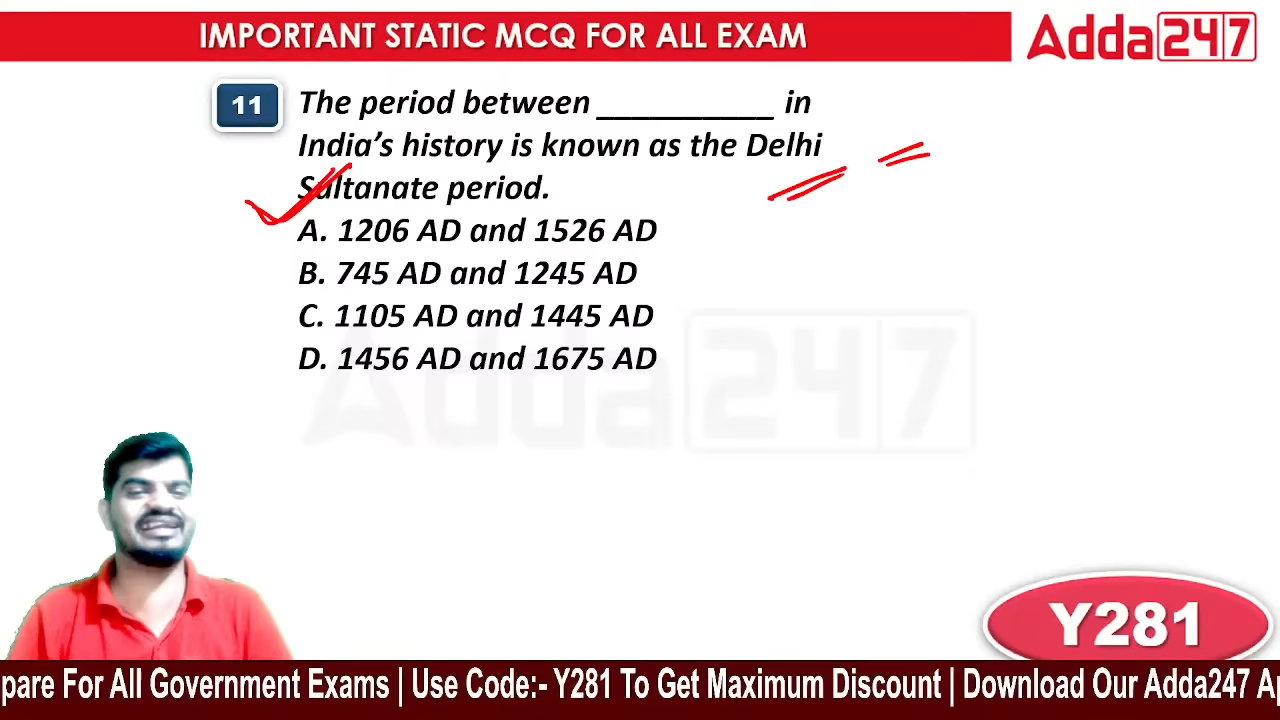 IMPORTANT STATIC MCQ FOR ALL EXAM
Adda247
11
The period between __________ in
India’s history is known as the Delhi
Sultanate period.
A. 1206 AD and 1526 AD
B. 745 AD and 1245 AD
C. 1105 AD and 1445 AD
D. 1456 AD and 1675 AD
Adda247
Y281
pare For All Government Exams | Use Code:- Y281 To Get Maximum Discount | Download Our Adda247 Ap